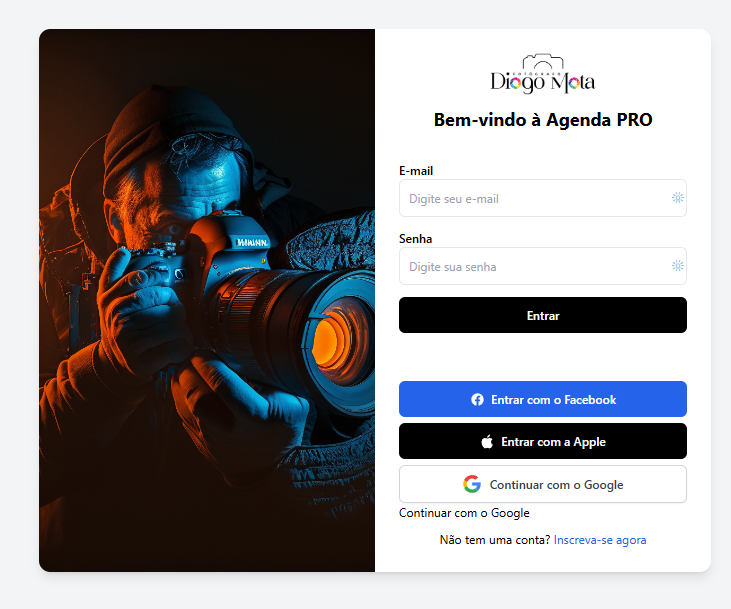 FOTÓGRAFO
Diogo Mota
Bem-vindo à Agenda PRO
E-mail
Digite seu e-mail
Senha
Digite sua senha
Entrar
Entrar com o Facebook
Entrar com a Apple
Continuar com o Google
Continuar com o Google
Não tem uma conta? Inscreva-se agora